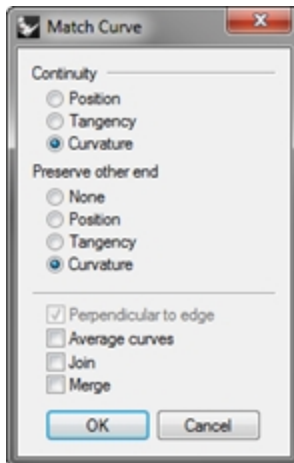 Match Curve
Continuity
Position
Tangency
Curvature
Preserve other end
None
Position
Tangency
Curvature
Perpendicular to edge
Average curves
Join
Merge
OK
Cancel